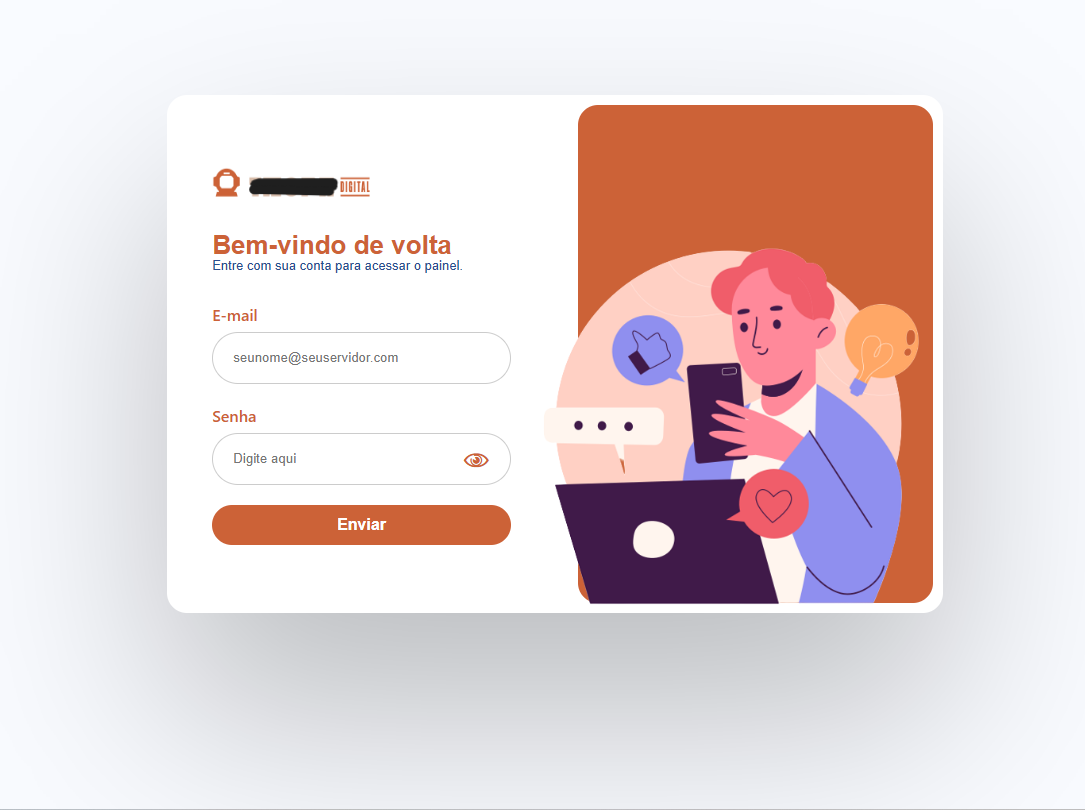 DIGITAL
Bem-vindo de volta
Entre com sua conta para acessar o painel.
E-mail
seunome@seuservidor.com
Senha
Digite aqui
Enviar